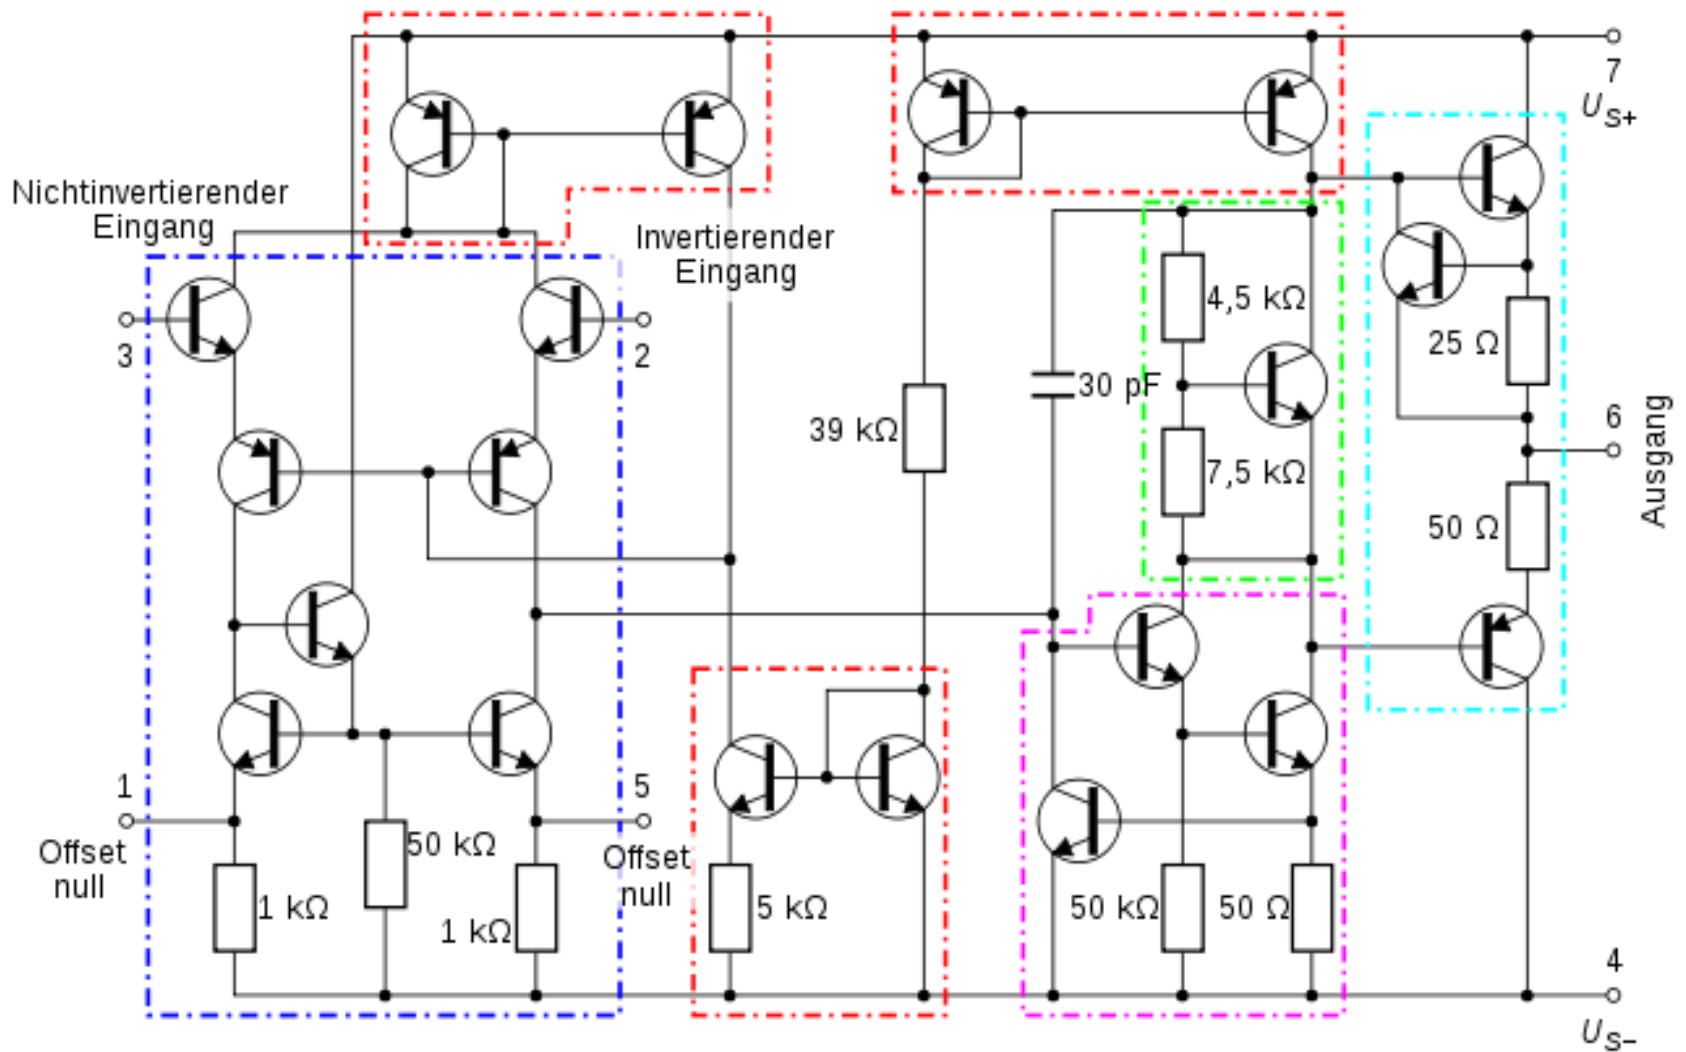 7
U S+
Nichtinvertierender
Eingang
Invertierender
Eingang
3
2
4,5 kΩ
25 Ω
30 pF
39 kΩ
6
Ausgang
7,5 kΩ
50 Ω
1
Offset
null
5
Offset
null
50 kΩ
1 kΩ
1 kΩ
5 kΩ
50 kΩ
50 Ω
4
U S−